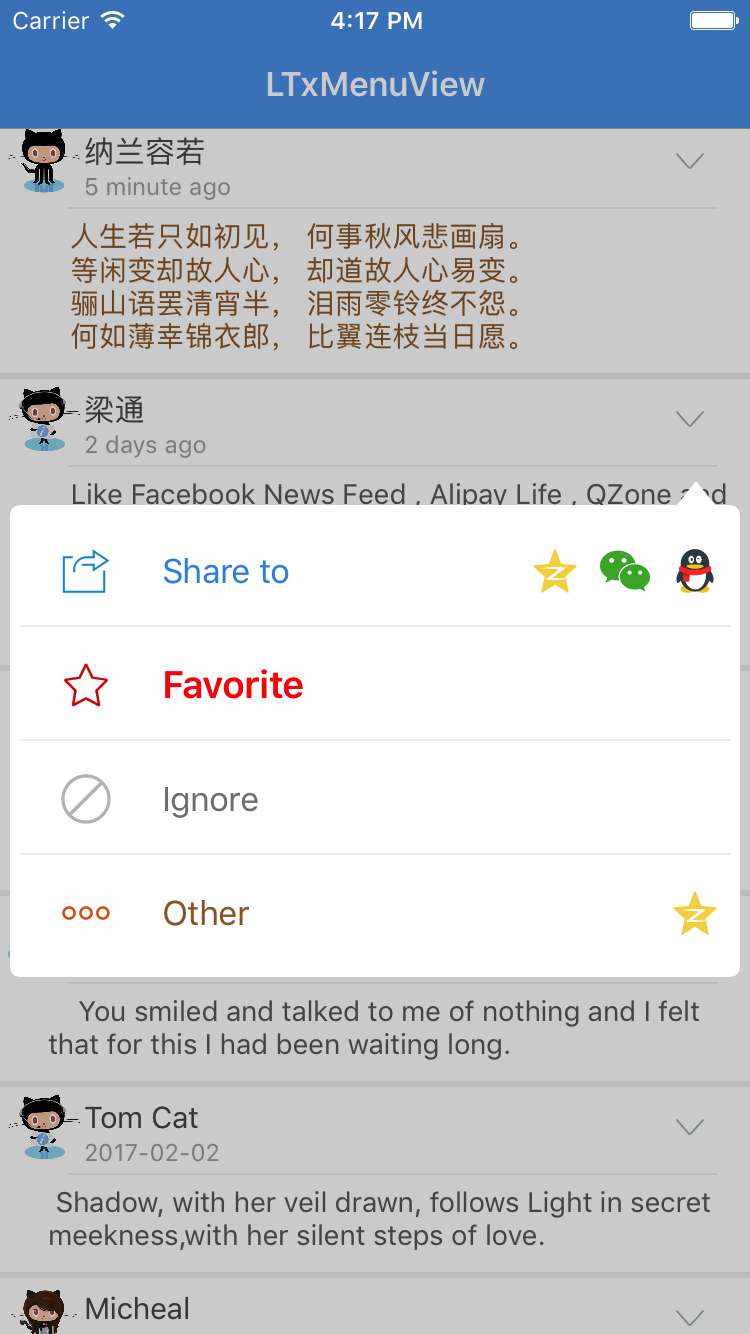 Carrier 4:17 PM
LTxMenuView
纳兰容若
5 minute ago
人生若只如初见， 何事秋风悲画扇。
等闲变却故人心， 却道故人心易变。
骊山语罢清宵半， 泪雨零铃终不怨。
何如薄幸锦衣郎， 比翼连枝当日愿。
梁通
2 days ago
Like Facebook News Feed , Alipay Life , QZone and
Share to
Favorite
Ignore
Other
You smiled and talked to me of nothing and I felt
that for this I had been waiting long.
Tom Cat
2017-02-02
Shadow, with her veil drawn, follows Light in secret
meekness,with her silent steps of love.
Micheal